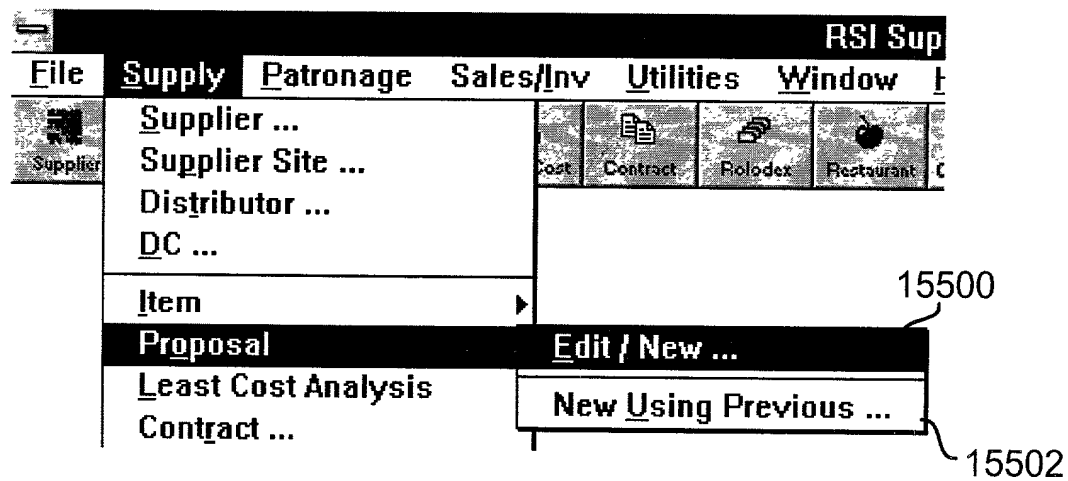 RSI Sup
File Supply Patronage Sales/Inv Utilities Window H
Supplier Cost Contract Rolodex Restaurant
Supplier ...
Supplier Site ...
Distributor ...
DC ...
Item
15500
Proposal Edit / New ...
Least Cost Analysis
New Using Previous ...
Contract ...
15502